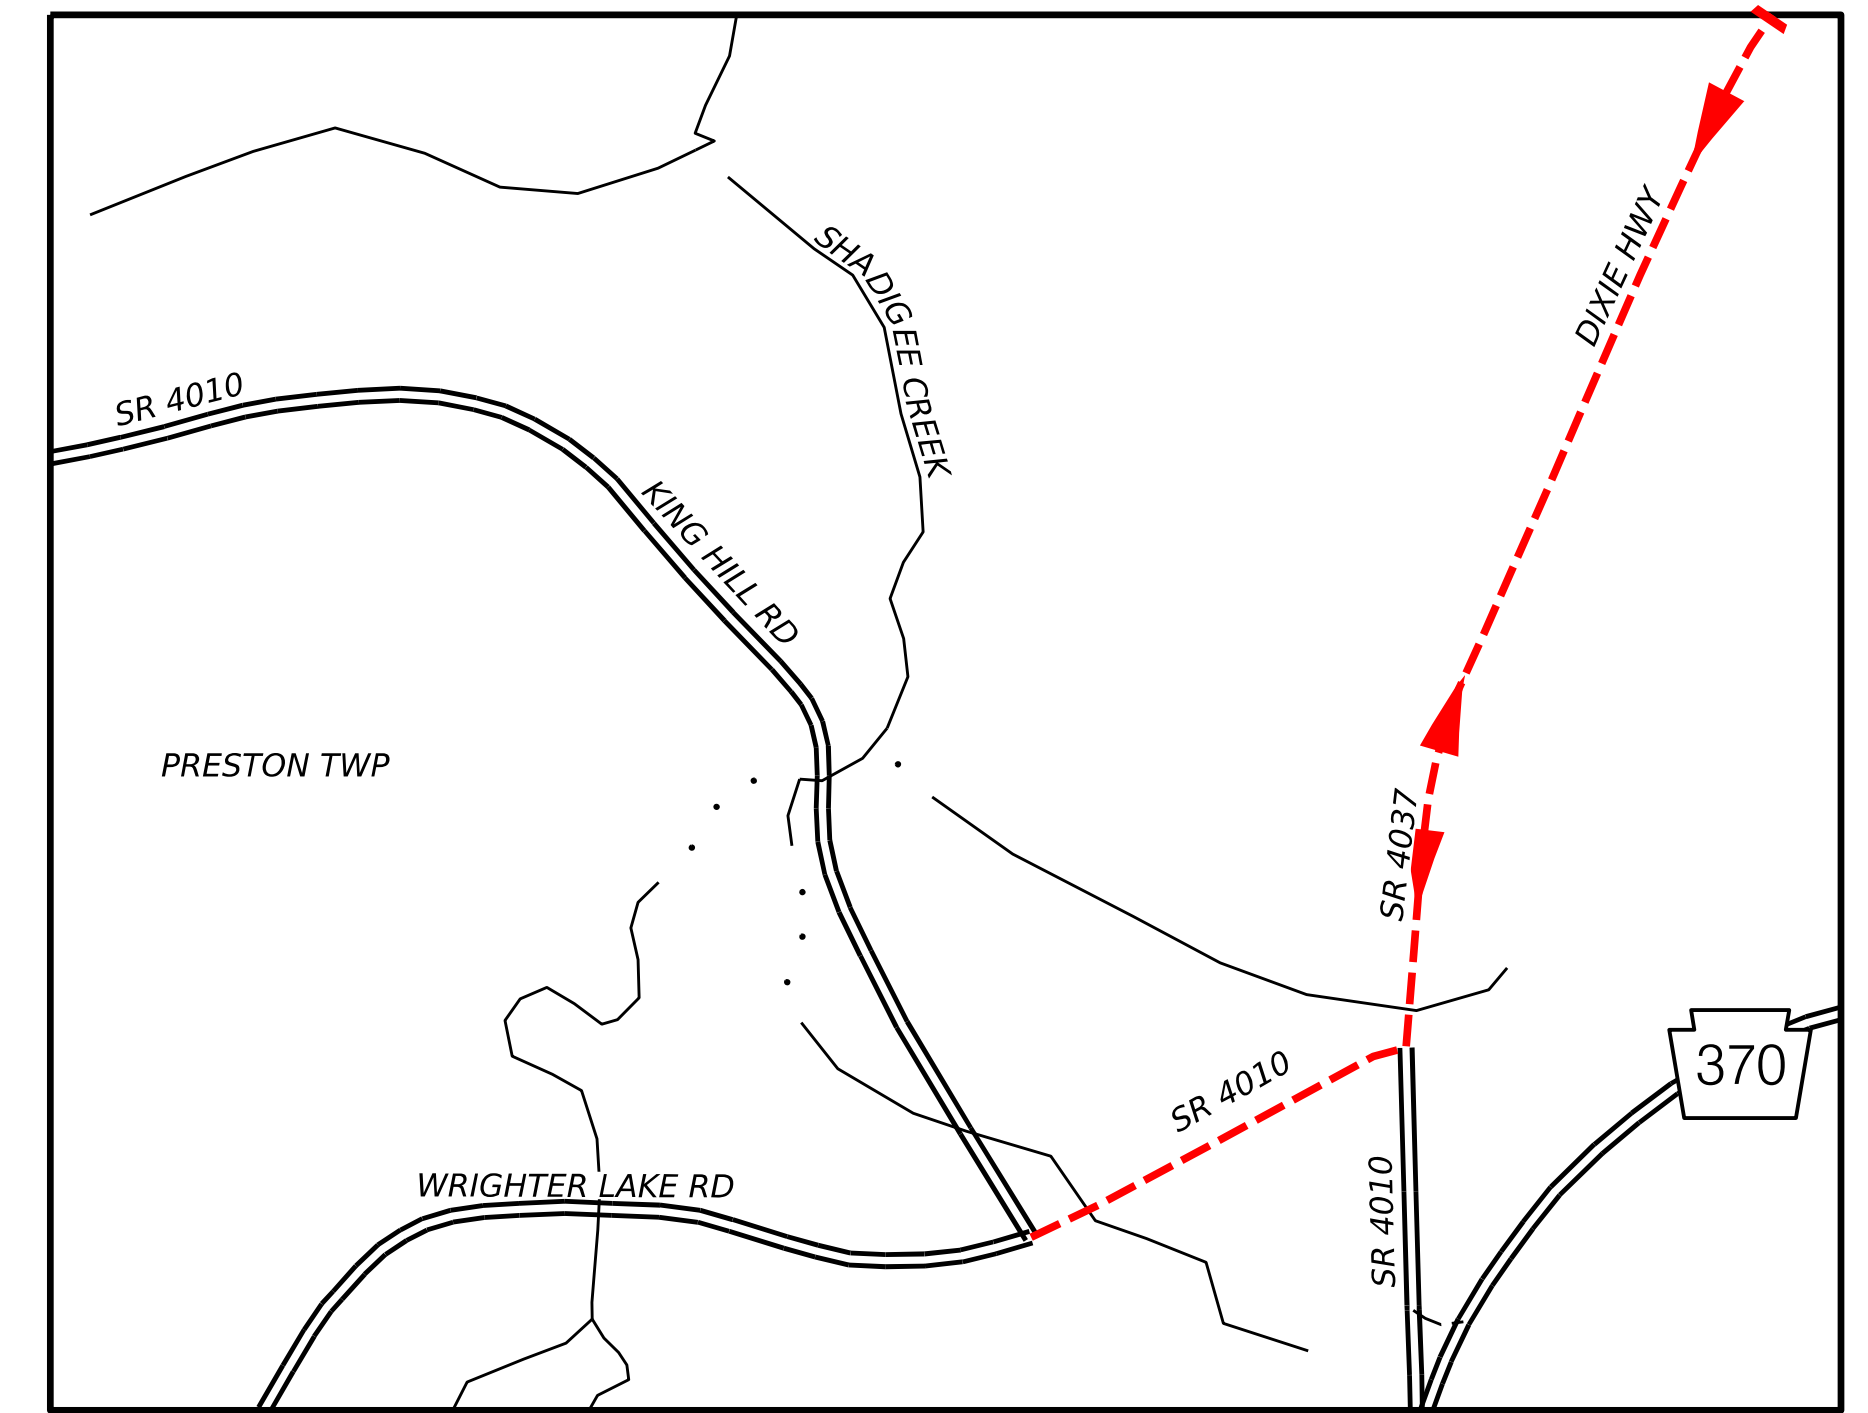 DIXIE HWY
SHADIGEE CREEK
SR 4010
KING HILL RD
PRESTON TWP
SR 4037
370
SR 4010
WRIGHTER LAKE RD
SR 4010